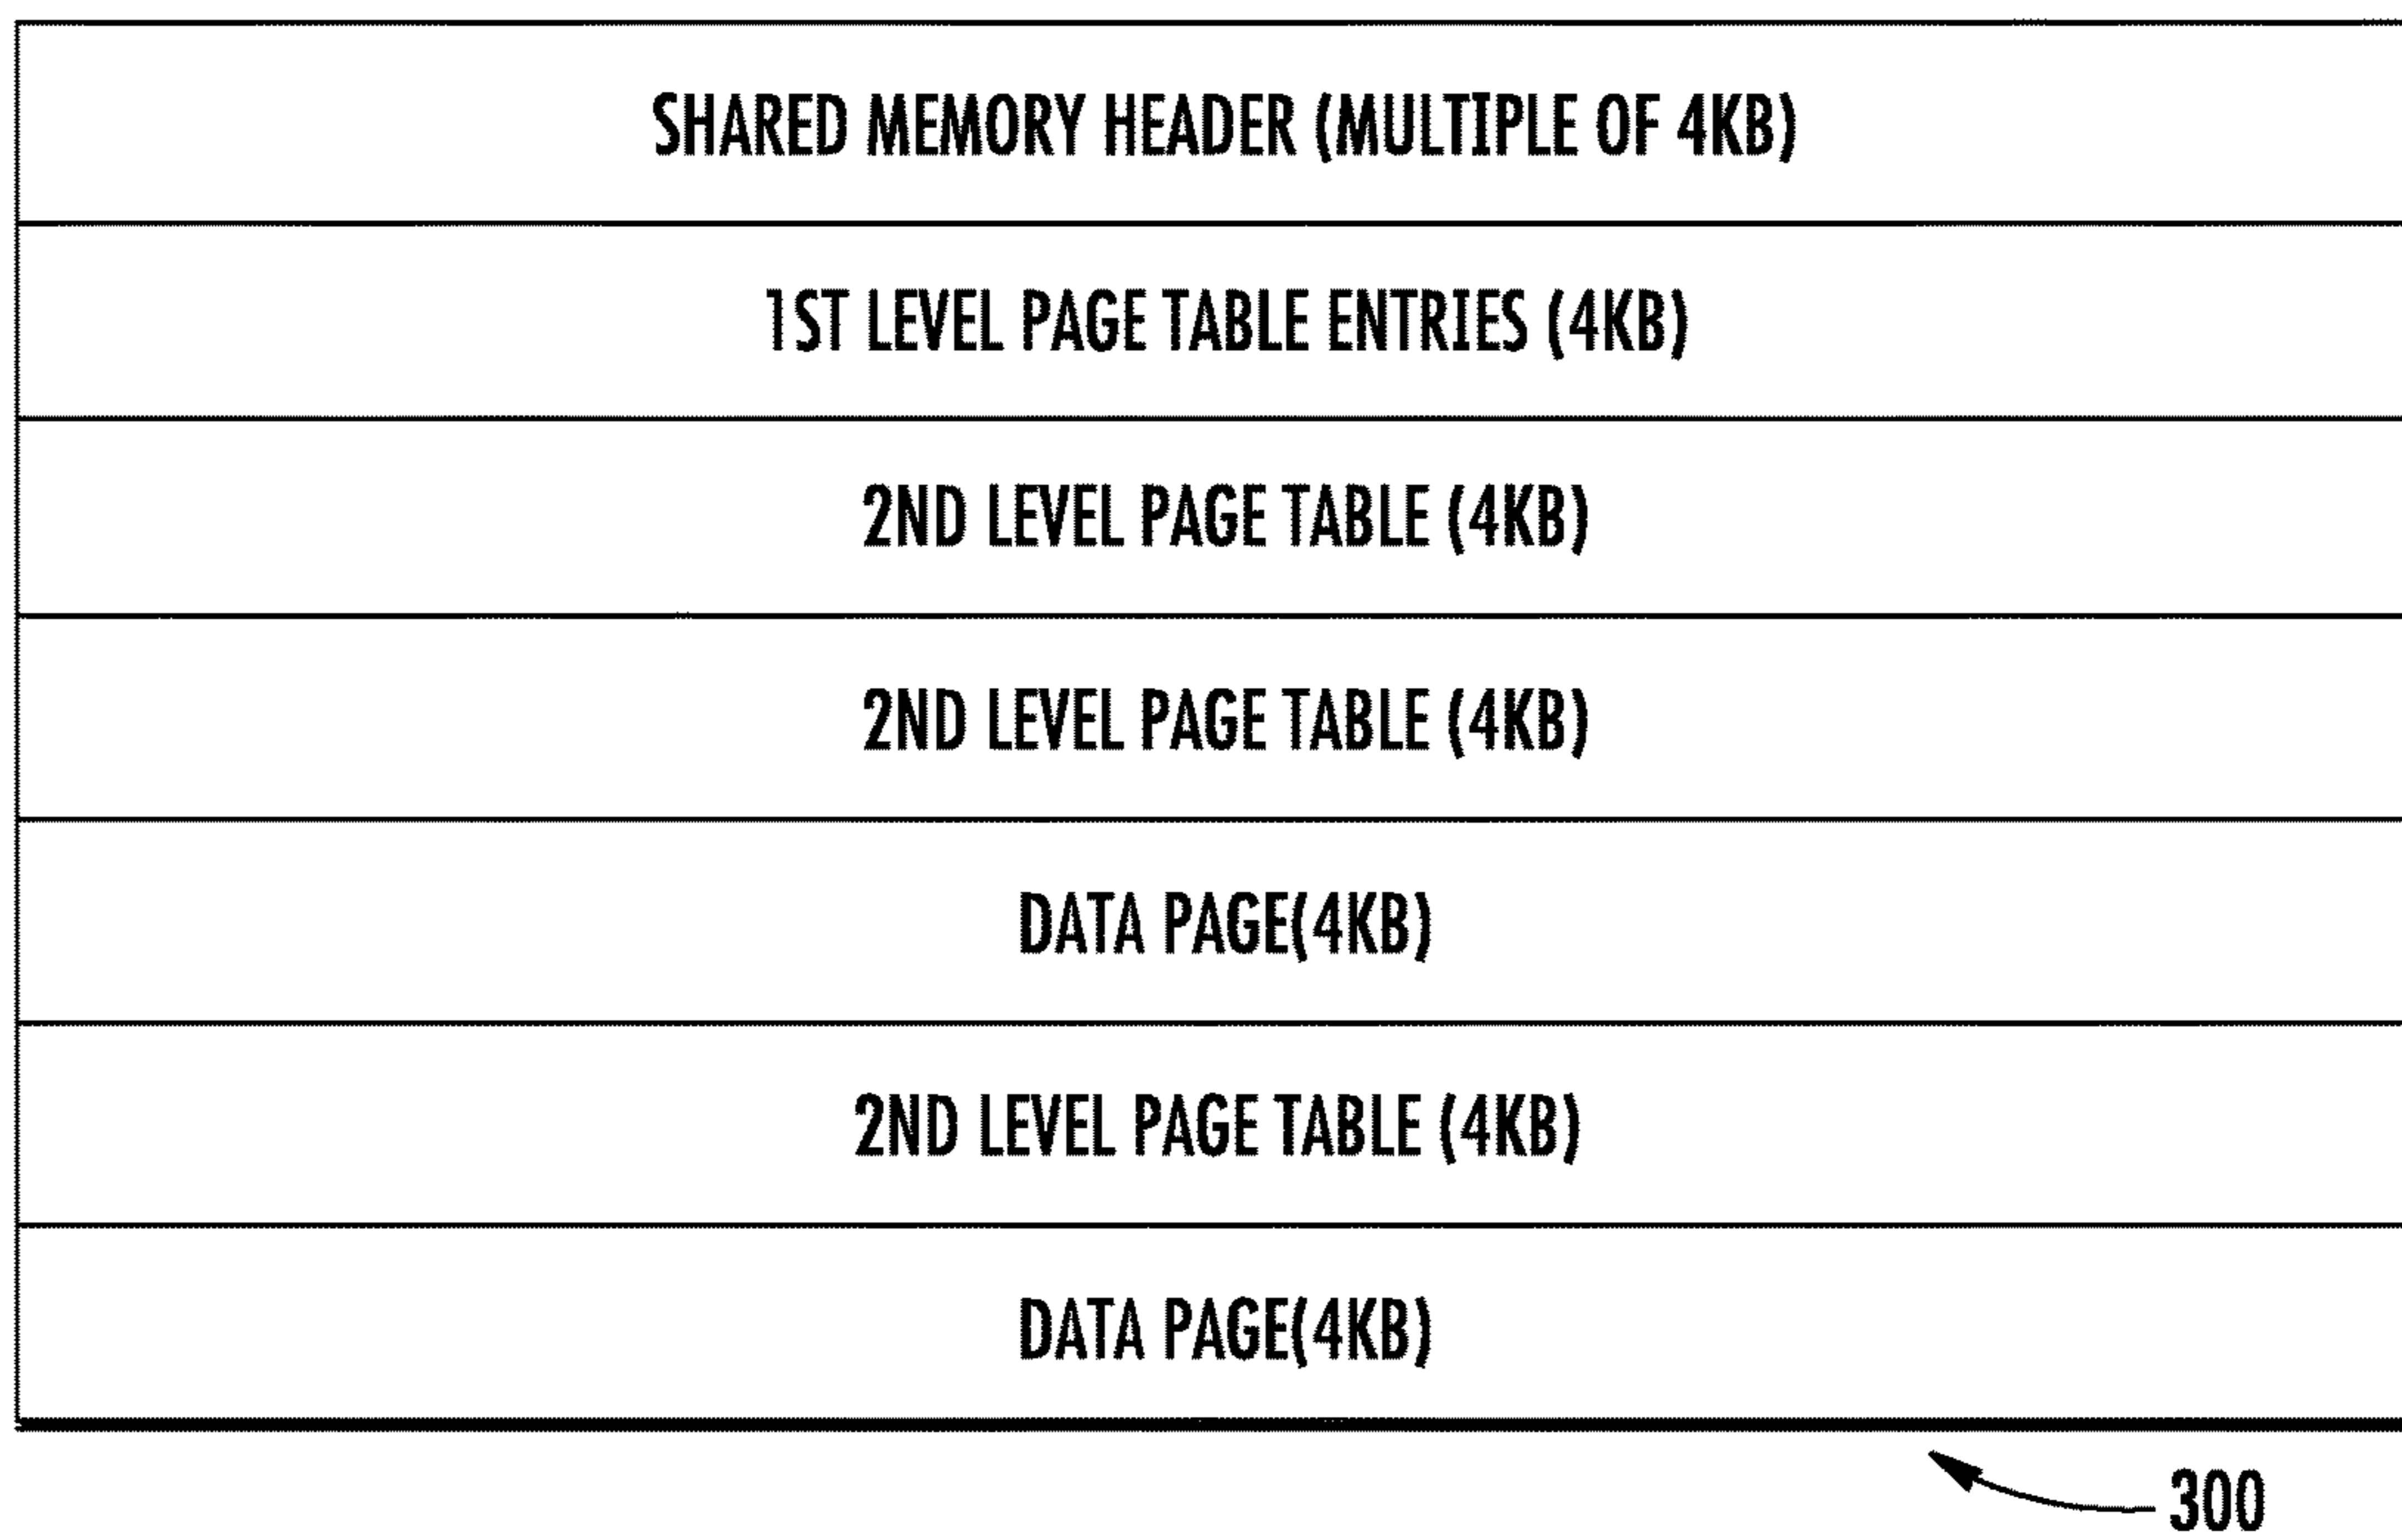 SHARED MEMORY HEADER (MULTIPLE OF 4KB)
1ST LEVEL PAGE TABLE ENTRIES (4KB)
2ND LEVEL PAGE TABLE (4KB)
2ND LEVEL PAGE TABLE (4KB)
DATA PAGE(4KB)
2ND LEVEL PAGE TABLE (4KB)
DATA PAGE(4KB)
300